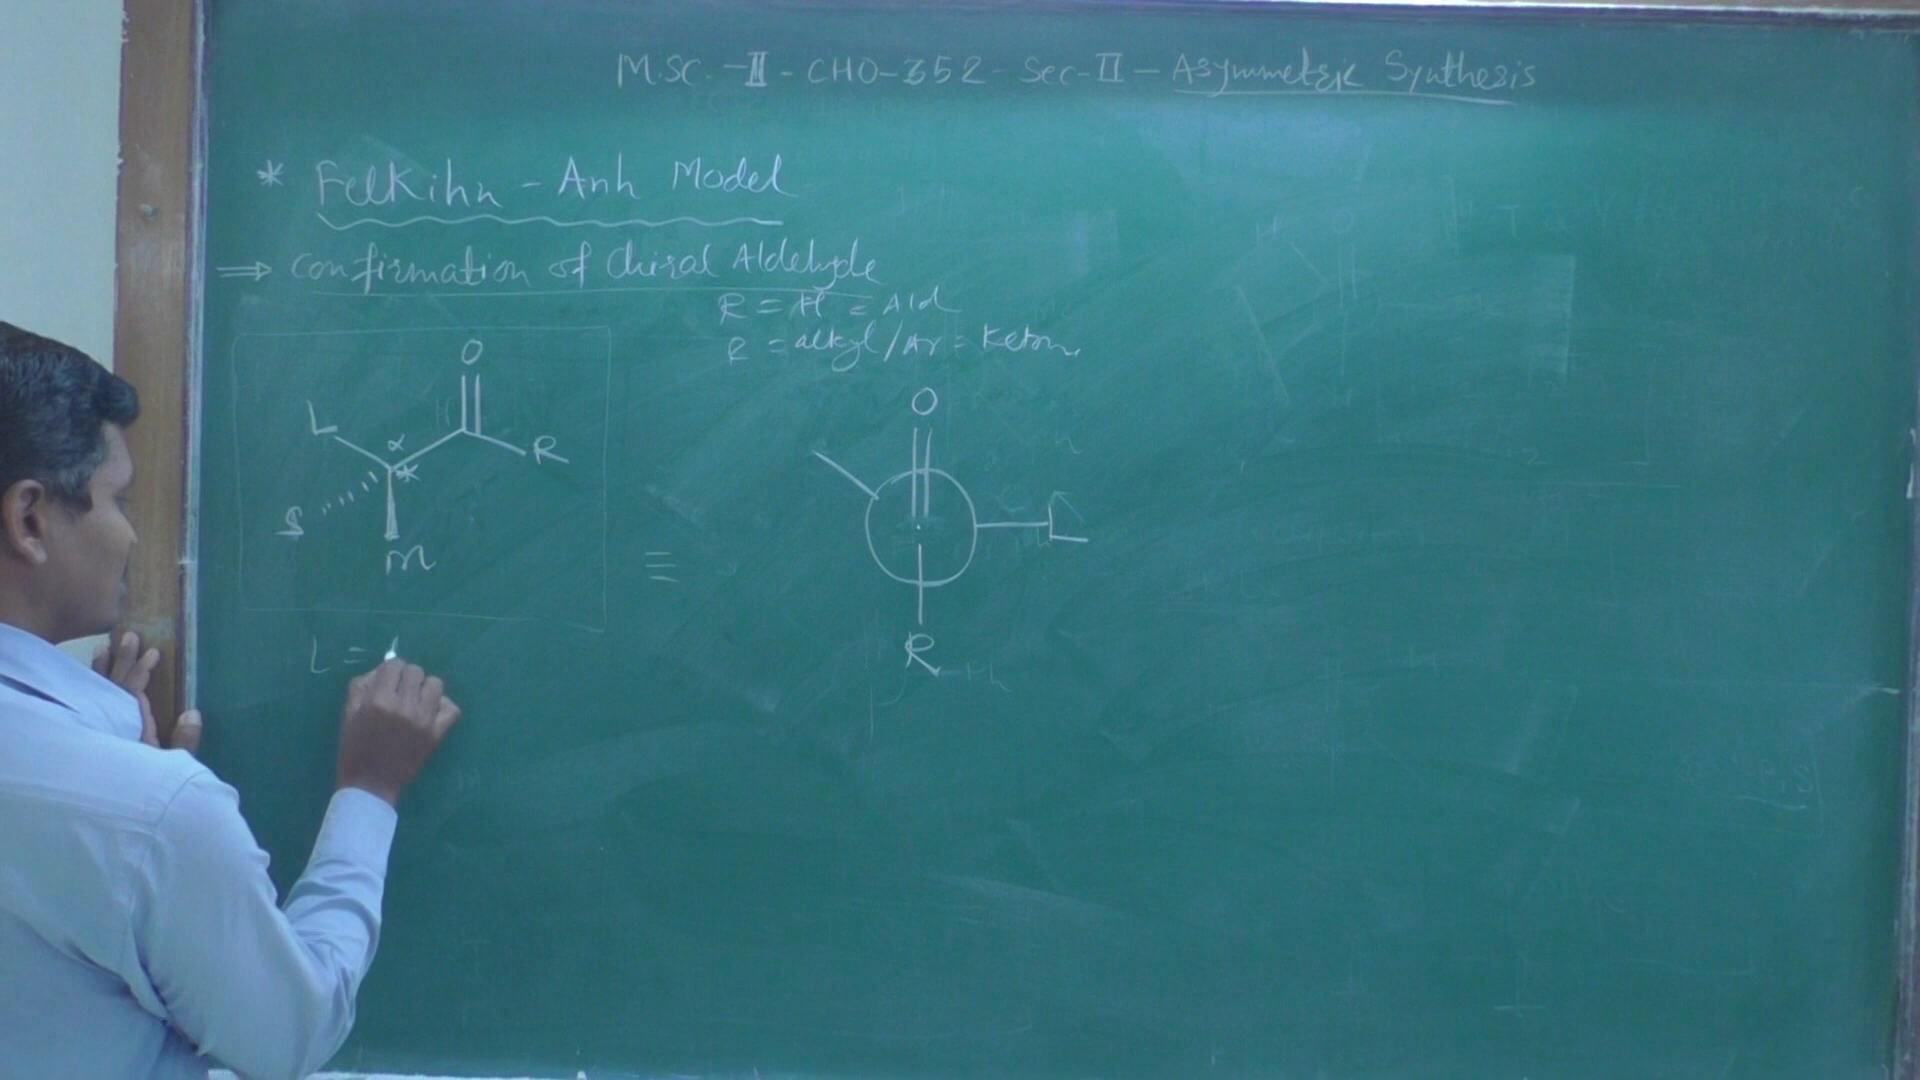 M.SC. - II - CHO - 352 - Sec - II - Asymmetric Synthesis
* Felkihn - Anh Model
⇒ Confirmation of Chiral Aldehyde
R = H = Ald
R = alkyl / Ar = Ketone
O
L α * R
S
M
≡
O
L
R
L =